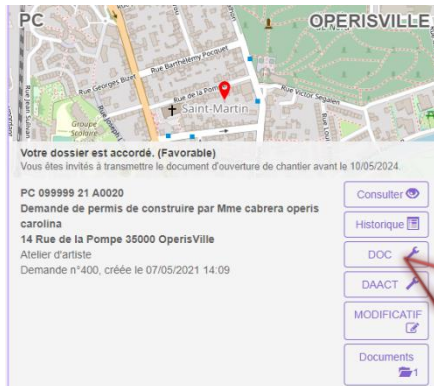 PC
OPERISVILLE
Rue Barthélemy Pocquet
Rue Georges Bizet
Rue de la Pom
Rue Victor Segalen
Rue Jean
Saint-Martin
Groupe
Scolaire
Votre dossier est accordé. (Favorable)
Vous êtes invités à transmettre le document d'ouverture de chantier avant le 10/05/2024.
PC 099999 21 A0020
Demande de permis de construire par Mme cabrera operis
carolina
14 Rue de la Pompe 35000 OperisVille
Atelier d'artiste
Demande n°400, créée le 07/05/2021 14:09
Consulter
Historique
DOC
DAACT
MODIFICATIF
Documents
1